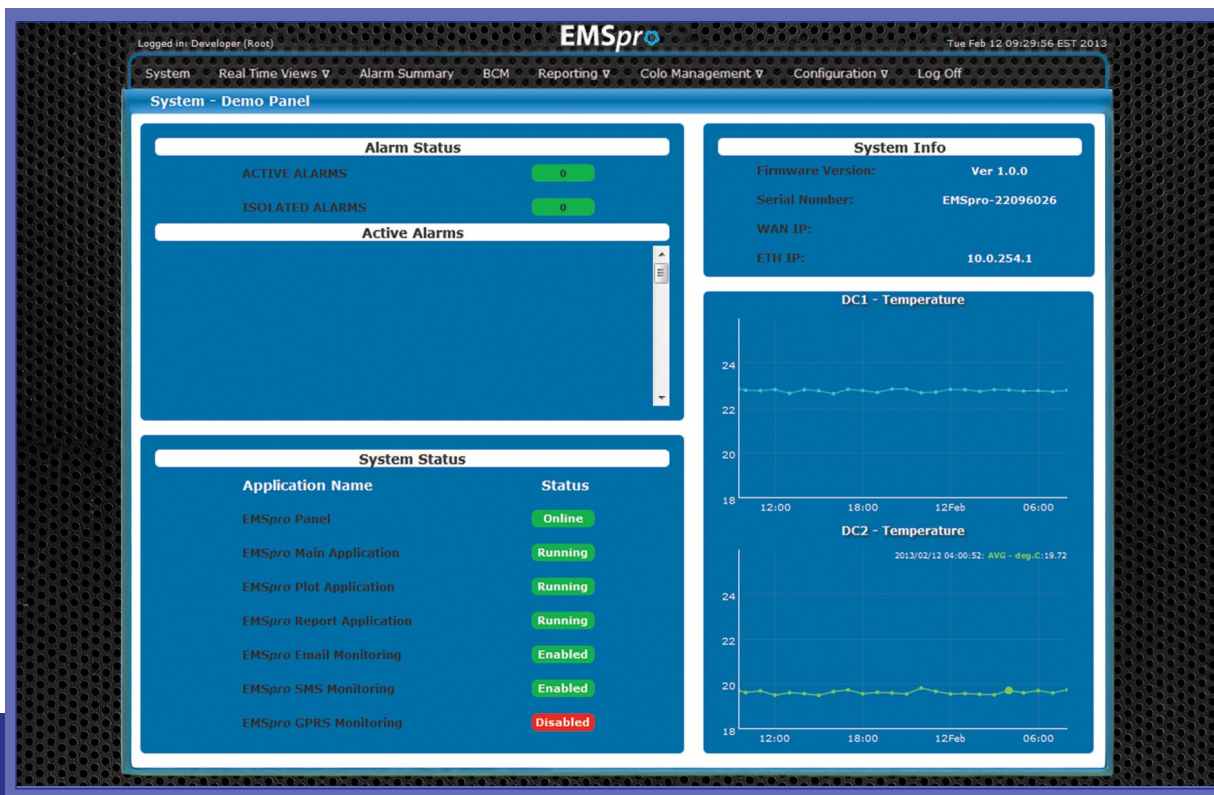 EMSpro
Logged in: Developer (Root)
Tue Feb 12 09:29:56 EST 2013
System Real Time Views ∇ Alarm Summary BCM Reporting ∇ Colo Management ∇ Configuration ∇ Log Off
System - Demo Panel
Alarm Status
ACTIVE ALARMS 0
ISOLATED ALARMS 0
Active Alarms
System Status
Application Name Status
EMSpro Panel Online
EMSpro Main Application Running
EMSpro Plot Application Running
EMSpro Report Application Running
EMSpro Email Monitoring Enabled
EMSpro SMS Monitoring Enabled
EMSpro GPRS Monitoring Disabled
System Info
Firmware Version: Ver 1.0.0
Serial Number: EMSpro-22096026
WAN IP:
ETH IP: 10.0.254.1
DC1 - Temperature
24
22
20
18
12:00 18:00 12Feb 06:00
DC2 - Temperature
2013/02/12 04:00:52: AVG - deg.C:19.72
24
22
20
18
12:00 18:00 12Feb 06:00